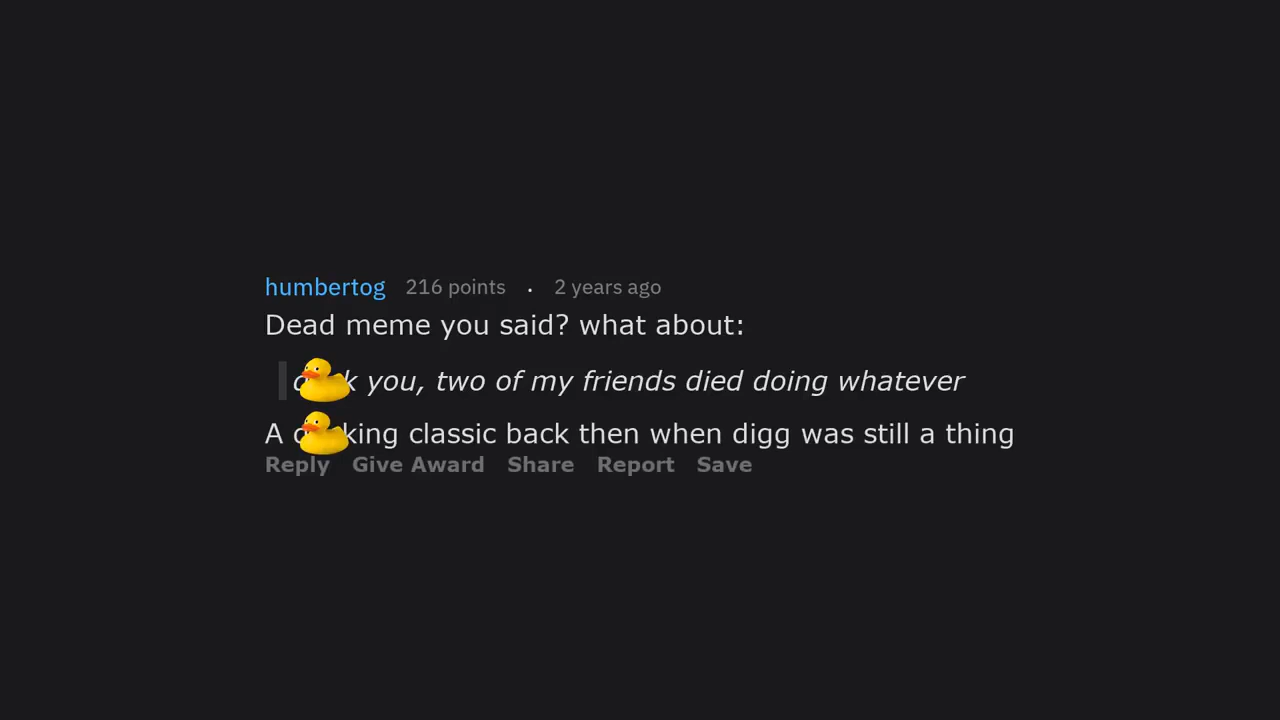 humbertog 216 points · 2 years ago
Dead meme you said? what about:
you, two of my friends died doing whatever
A king classic back then when digg was still a thing
Reply Give Award Share Report Save